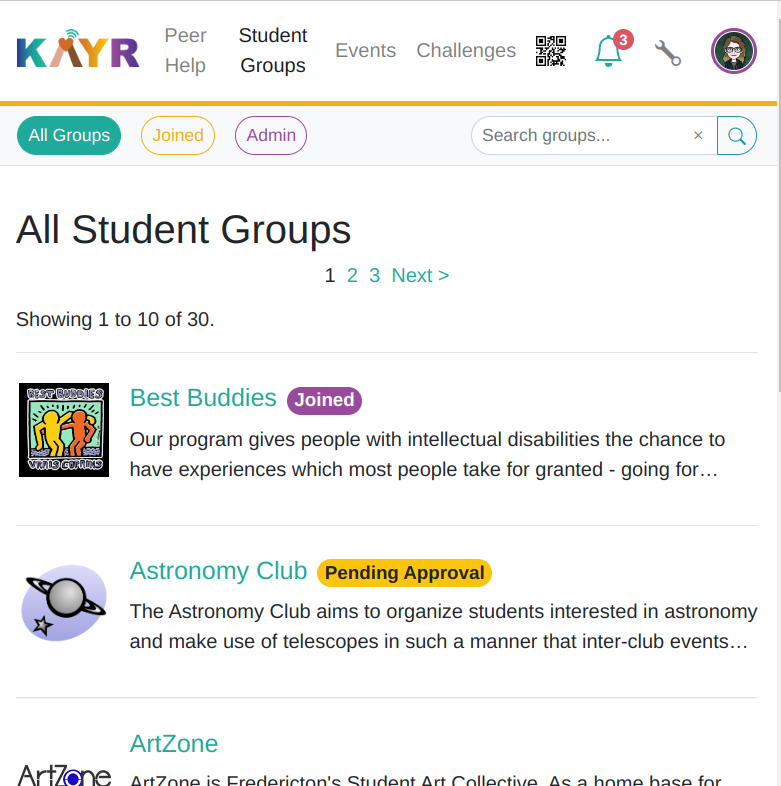 KAYR
Peer
Help
Student
Groups
Events
Challenges
3
All Groups
Joined
Admin
Search groups...
×
All Student Groups
1 2 3 Next >
Showing 1 to 10 of 30.
BEST BUDDIES
VRAIS COPAINS
Best Buddies Joined
Our program gives people with intellectual disabilities the chance to
have experiences which most people take for granted - going for…
Astronomy Club Pending Approval
The Astronomy Club aims to organize students interested in astronomy
and make use of telescopes in such a manner that inter-club events…
ArtZone
ArtZone
ArtZone is Fredericton's Student Art Collective. As a home base for